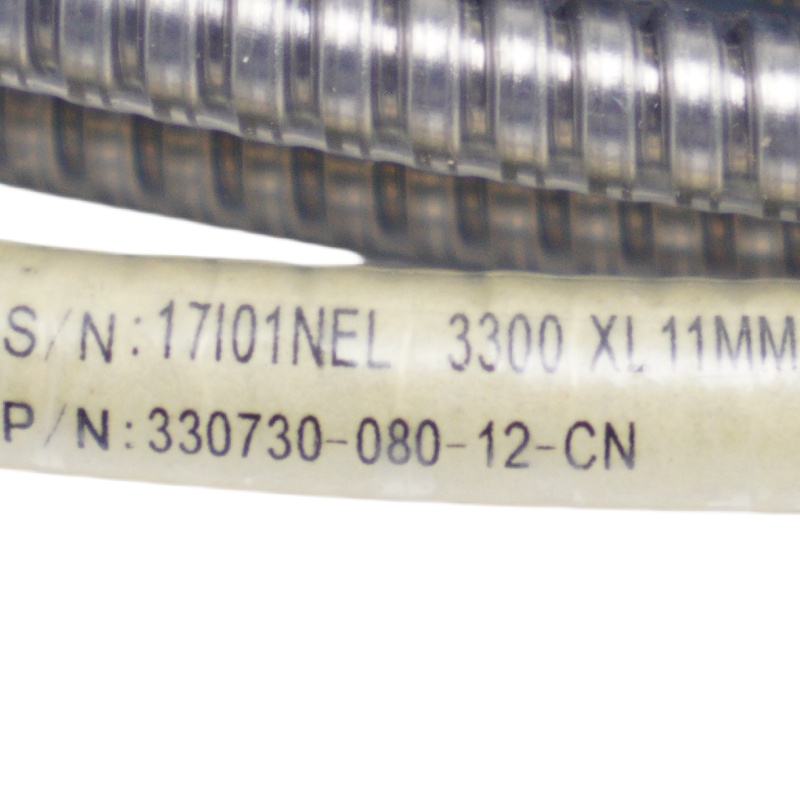 S/N:17I01NEL 3300 XL 11MM
P/N:330730-080-12-CN